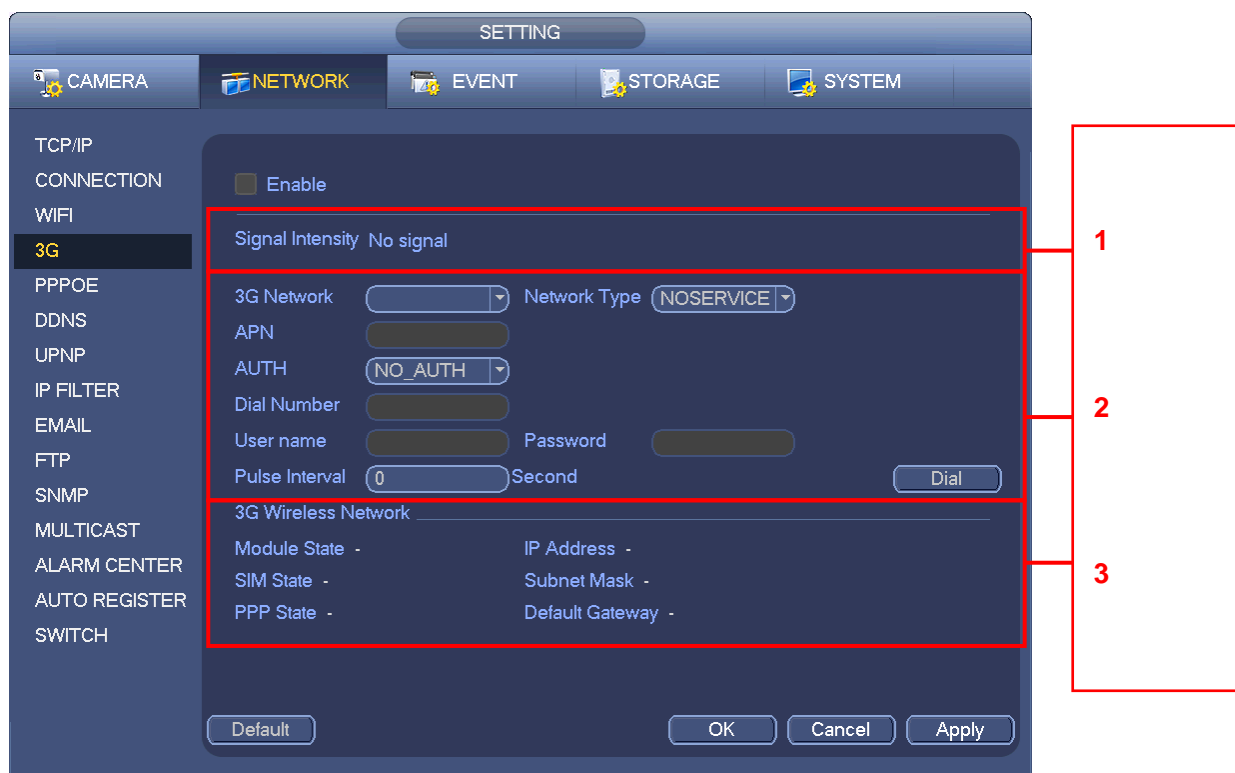 SETTING
CAMERA NETWORK EVENT STORAGE SYSTEM
TCP/IP
CONNECTION
WIFI
3G
PPPOE
DDNS
UPNP
IP FILTER
EMAIL
FTP
SNMP
MULTICAST
ALARM CENTER
AUTO REGISTER
SWITCH
Enable
Signal Intensity No signal
3G Network Network Type NOSERVICE
APN
AUTH NO_AUTH
Dial Number
User name Password
Pulse Interval 0 Second Dial
3G Wireless Network
Module State - IP Address -
SIM State - Subnet Mask -
PPP State - Default Gateway -
Default OK Cancel Apply
1
2
3